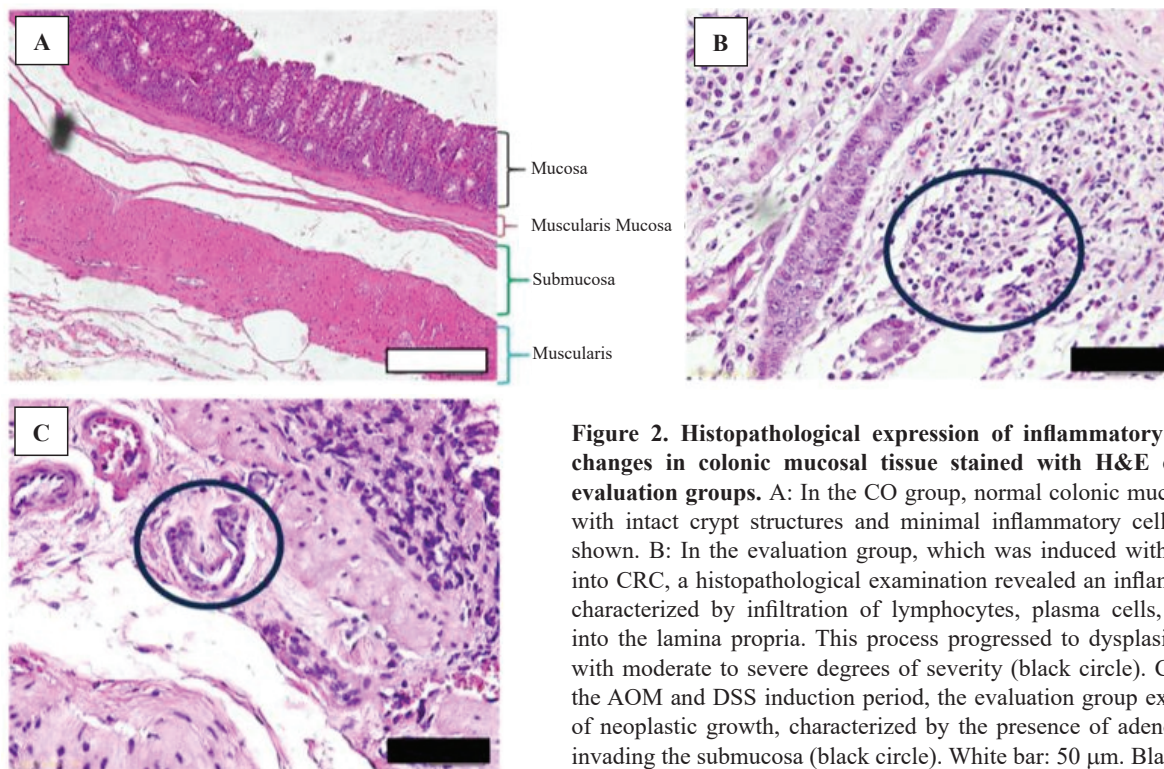 A
B
Mucosa
Muscularis Mucosa
Submucosa
Muscularis
C
Figure 2. Histopathological expression of inflammatory
changes in colonic mucosal tissue stained with H&E
evaluation groups. A: In the CO group, normal colonic muc
with intact crypt structures and minimal inflammatory cell
shown. B: In the evaluation group, which was induced with
into CRC, a histopathological examination revealed an inflam
characterized by infiltration of lymphocytes, plasma cells,
into the lamina propria. This process progressed to dysplasi
with moderate to severe degrees of severity (black circle). C
the AOM and DSS induction period, the evaluation group ex
of neoplastic growth, characterized by the presence of adeno
invading the submucosa (black circle). White bar: 50 μm. Bla